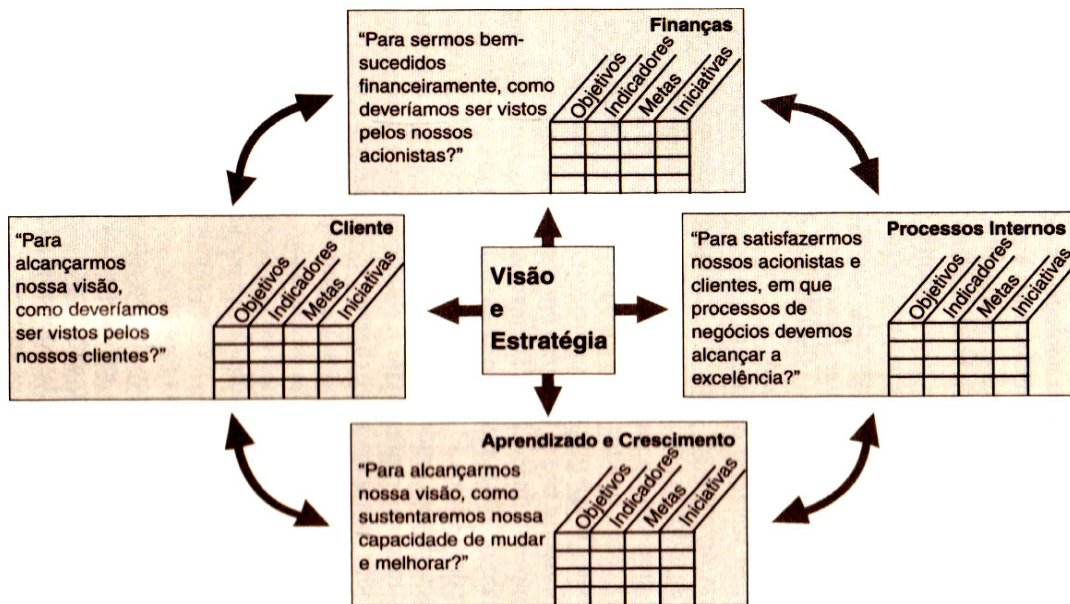 Finanças
“Para sermos bem-
sucedidos
financeiramente, como
deveríamos ser vistos
pelos nossos
acionistas?”
Objetivos
Indicadores
Metas
Iniciativas
Cliente
“Para
alcançarmos
nossa visão,
como deveríamos
ser vistos pelos
nossos clientes?”
Objetivos
Indicadores
Metas
Iniciativas
Visão
e
Estratégia
Processos Internos
“Para satisfazermos
nossos acionistas e
clientes, em que
processos de
negócios devemos
alcançar a
excelência?”
Objetivos
Indicadores
Metas
Iniciativas
Aprendizado e Crescimento
“Para alcançarmos
nossa visão, como
sustentaremos nossa
capacidade de mudar
e melhorar?”
Objetivos
Indicadores
Metas
Iniciativas